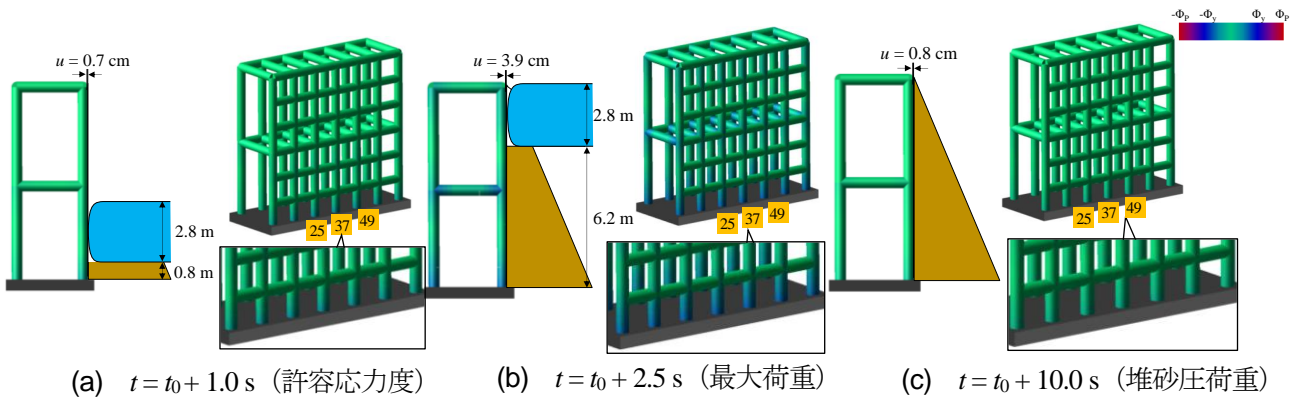 -Φₚ -Φᵧ Φᵧ Φₚ
u = 0.7 cm
2.8 m
0.8 m
25 37 49
(a) t = t₀ + 1.0 s（許容応力度）
u = 3.9 cm
2.8 m
6.2 m
25 37 49
(b) t = t₀ + 2.5 s（最大荷重）
u = 0.8 cm
25 37 49
(c) t = t₀ + 10.0 s（堆砂圧荷重）